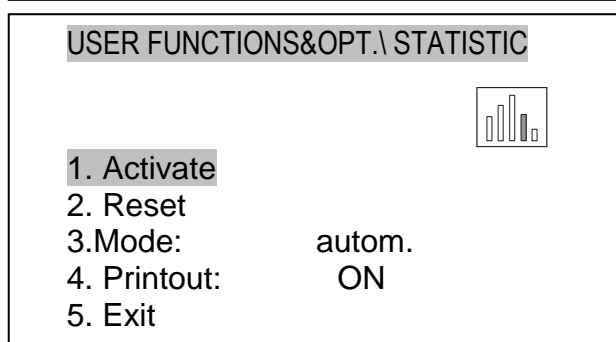 USER FUNCTIONS&OPT.\ STATISTIC
1. Activate
2. Reset
3.Mode: autom.
4. Printout: ON
5. Exit